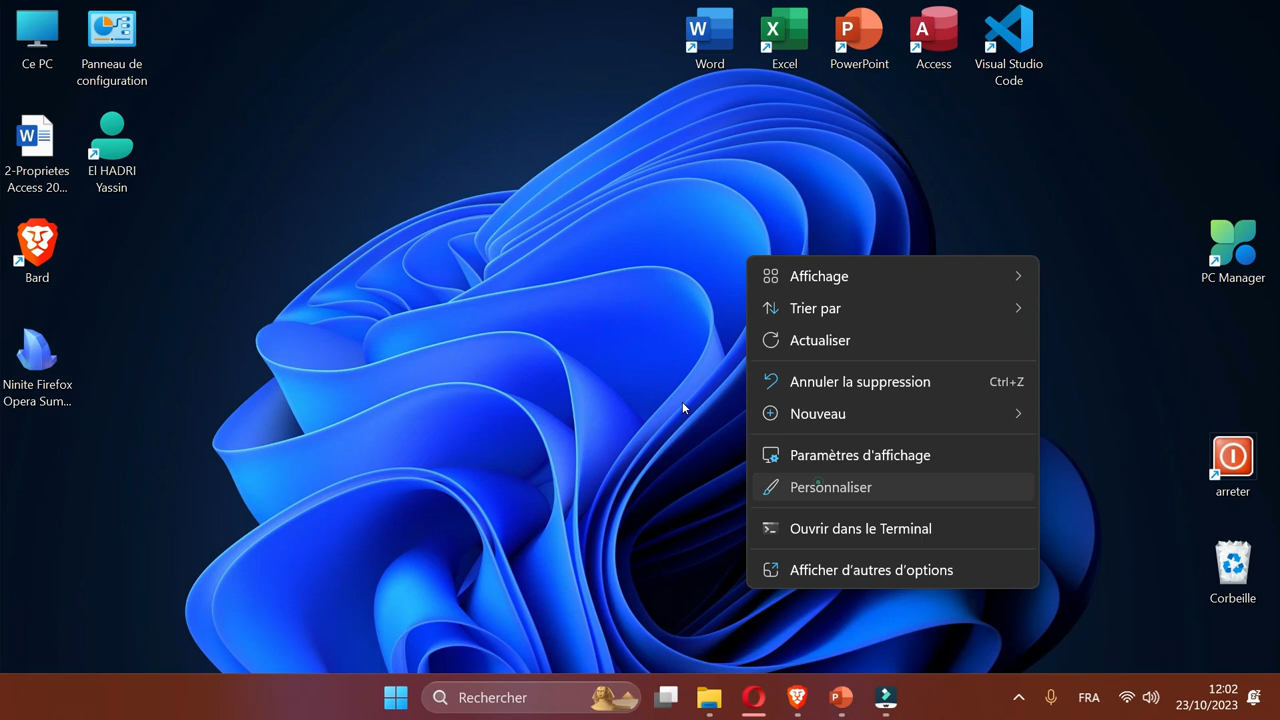 Ce PC
Panneau de
configuration
Word
Excel
PowerPoint
Access
Visual Studio
Code
2-Proprietes
Access 20...
El HADRI
Yassin
Bard
PC Manager
Ninite Firefox
Opera Sum...
Affichage
Trier par
Actualiser
Annuler la suppression Ctrl+Z
Nouveau
Paramètres d'affichage
Personnaliser
Ouvrir dans le Terminal
Afficher d'autres d'options
arreter
Corbeille
Rechercher
FRA
12:02
23/10/2023